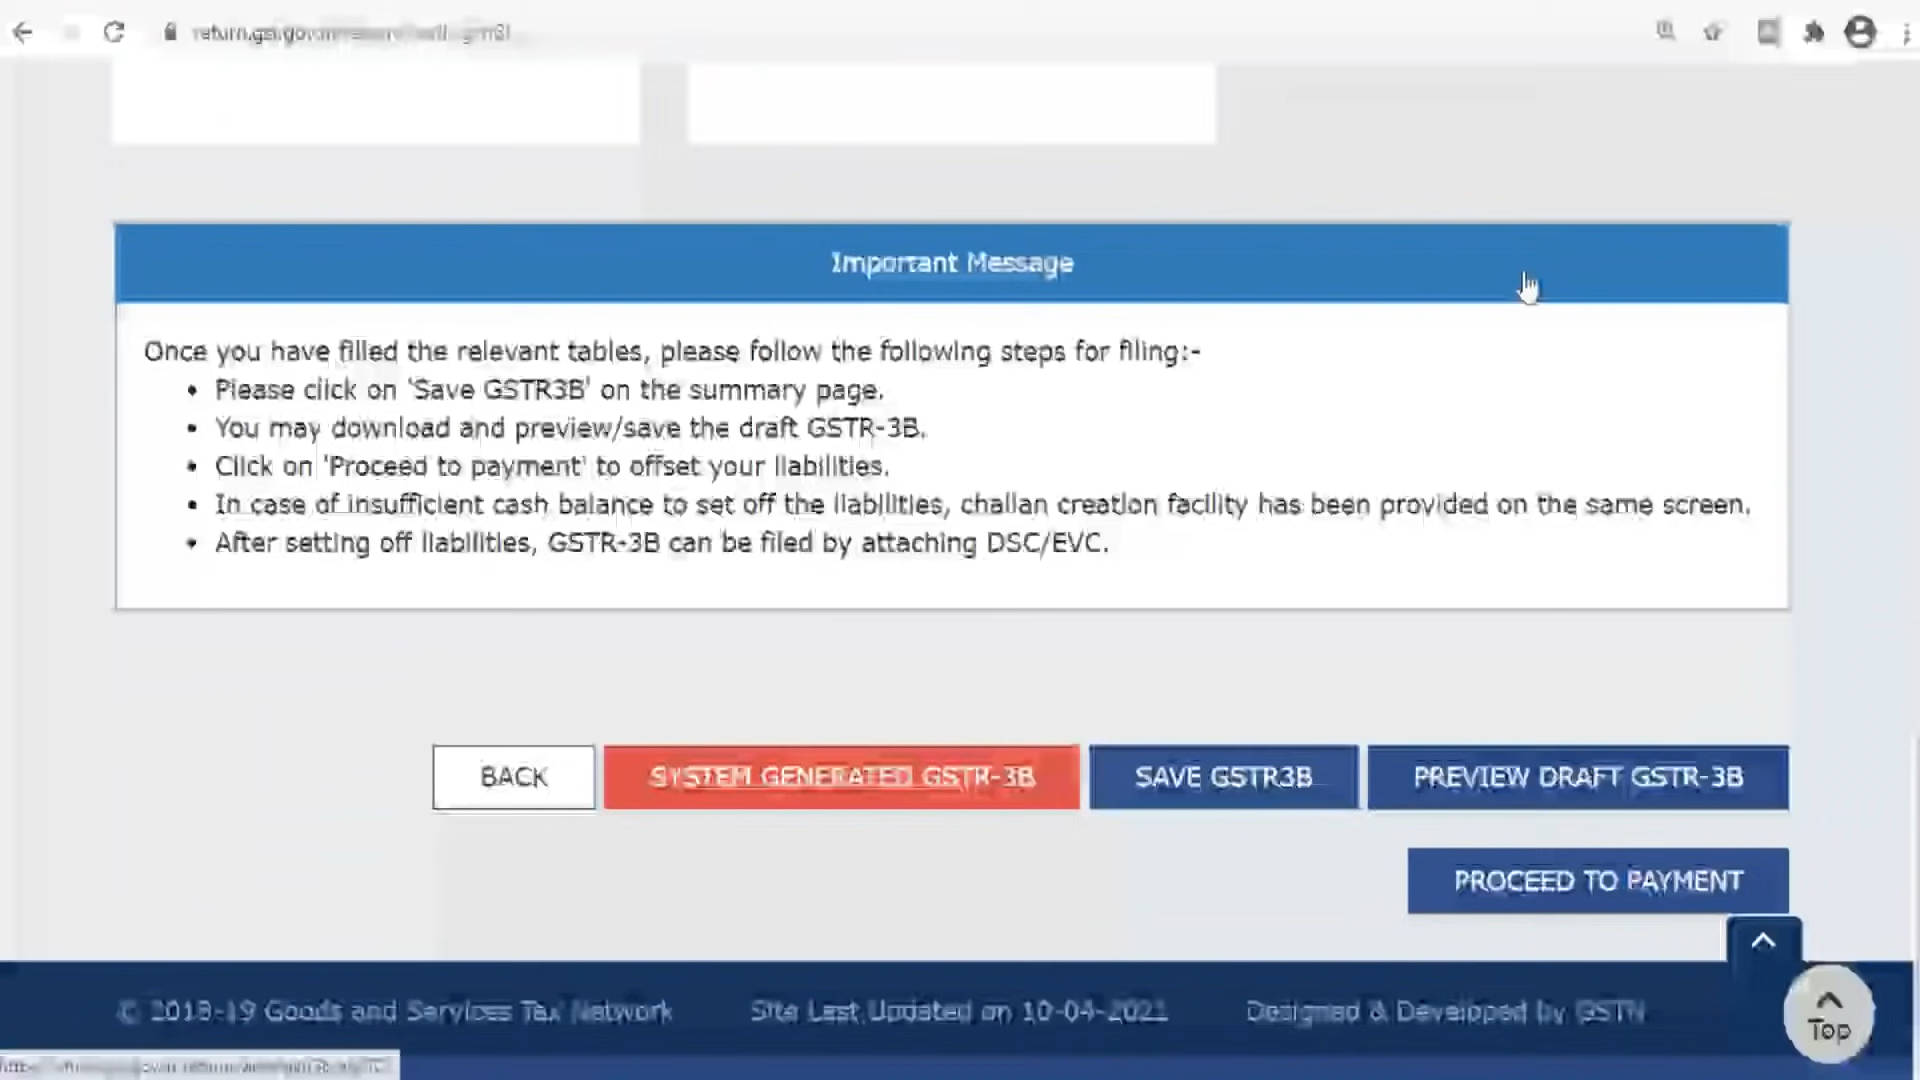 Important Message
Once you have filled the relevant tables, please follow the following steps for filing:-
• Please click on 'Save GSTR3B' on the summary page.
• You may download and preview/save the draft GSTR-3B.
• Click on 'Proceed to payment' to offset your liabilities.
• In case of insufficient cash balance to set off the liabilities, challan creation facility has been provided on the same screen.
• After setting off liabilities, GSTR-3B can be filed by attaching DSC/EVC.
BACK SYSTEM GENERATED GSTR-3B SAVE GSTR3B PREVIEW DRAFT GSTR-3B
PROCEED TO PAYMENT
© 2018-19 Goods and Services Tax Network Site Last Updated on 10-04-2021 Designed & Developed by GSTN
Top